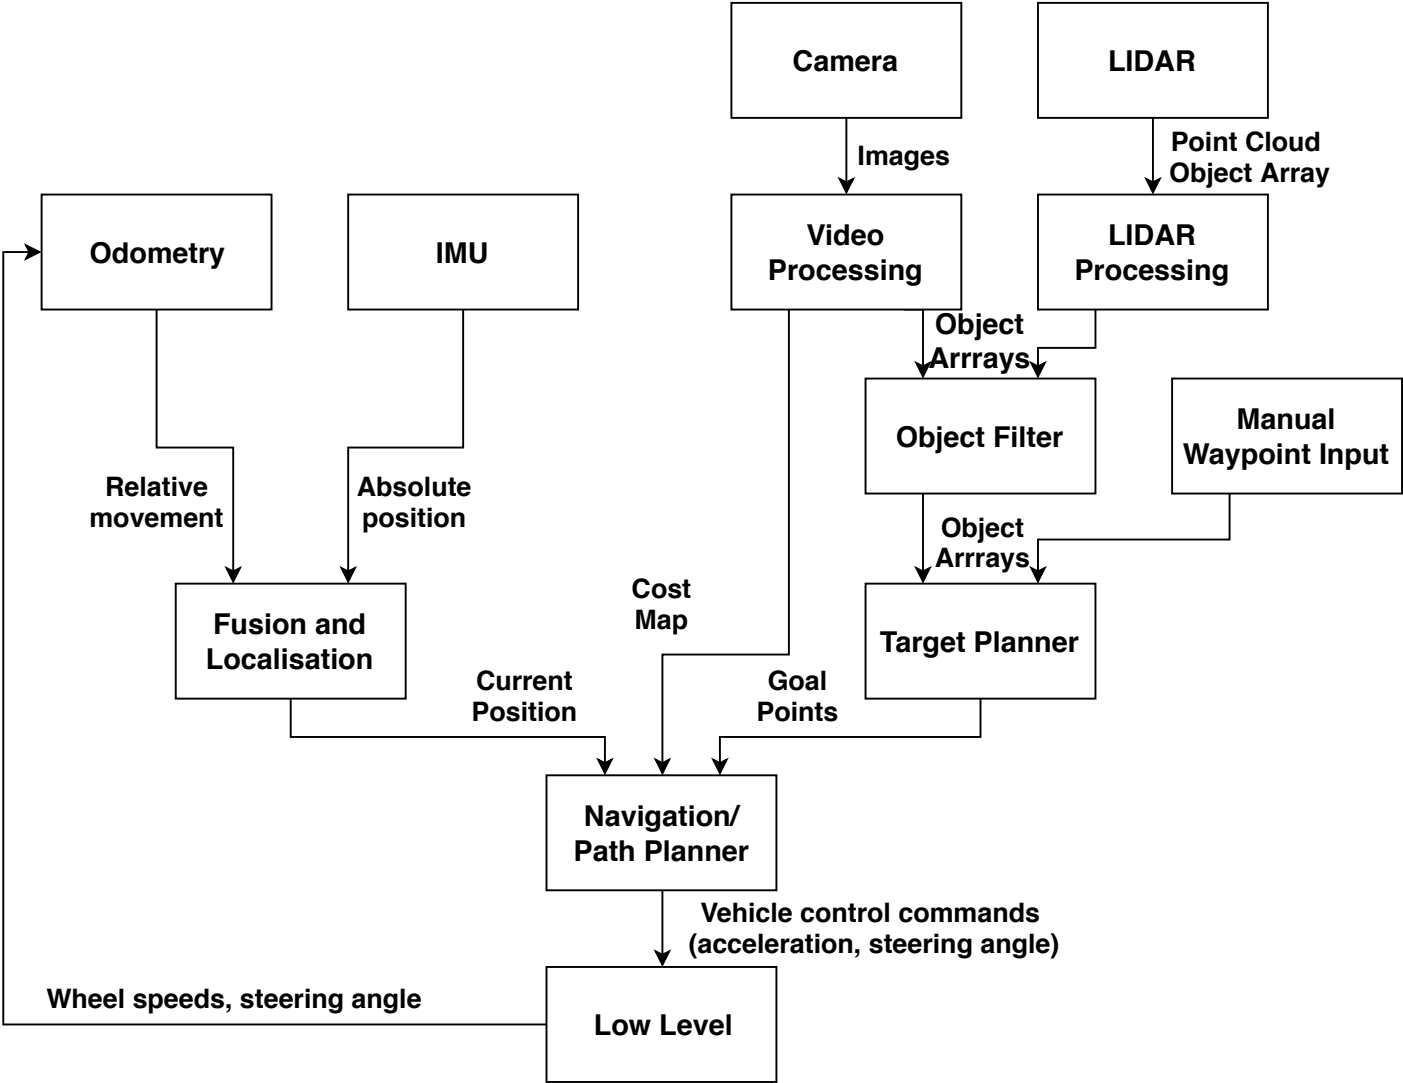 Camera
LIDAR
Images
Point Cloud
Object Array
Odometry
IMU
Video
Processing
LIDAR
Processing
Object
Arrrays
Object Filter
Manual
Waypoint Input
Relative
movement
Absolute
position
Object
Arrrays
Cost
Map
Fusion and
Localisation
Target Planner
Current
Position
Goal
Points
Navigation/
Path Planner
Vehicle control commands
(acceleration, steering angle)
Wheel speeds, steering angle
Low Level